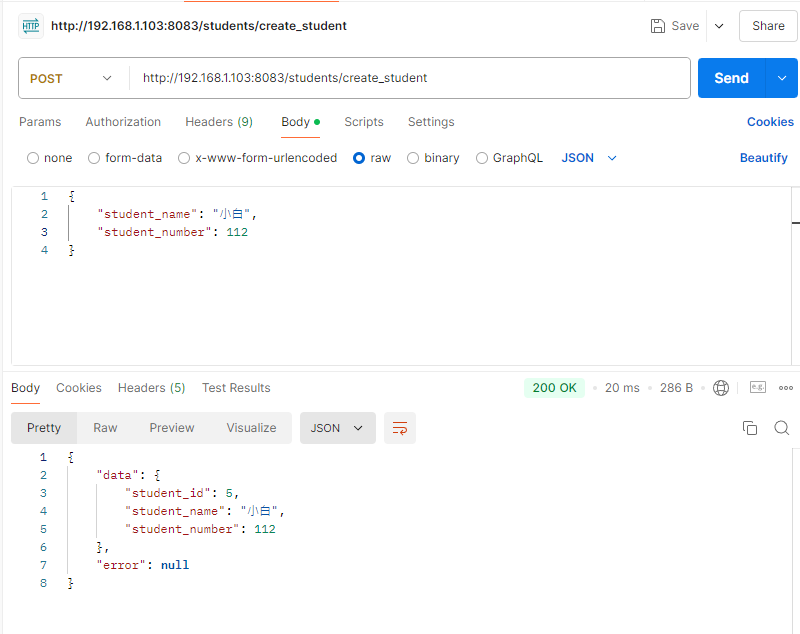 HTTP http://192.168.1.103:8083/students/create_student Save Share
POST http://192.168.1.103:8083/students/create_student Send
Params Authorization Headers (9) Body Scripts Settings Cookies
none form-data x-www-form-urlencoded raw binary GraphQL JSON Beautify
1 {
2 "student_name": "小白",
3 "student_number": 112
4 }
Body Cookies Headers (5) Test Results 200 OK 20 ms 286 B e.g.
Pretty Raw Preview Visualize JSON
1 {
2 "data": {
3 "student_id": 5,
4 "student_name": "小白",
5 "student_number": 112
6 },
7 "error": null
8 }